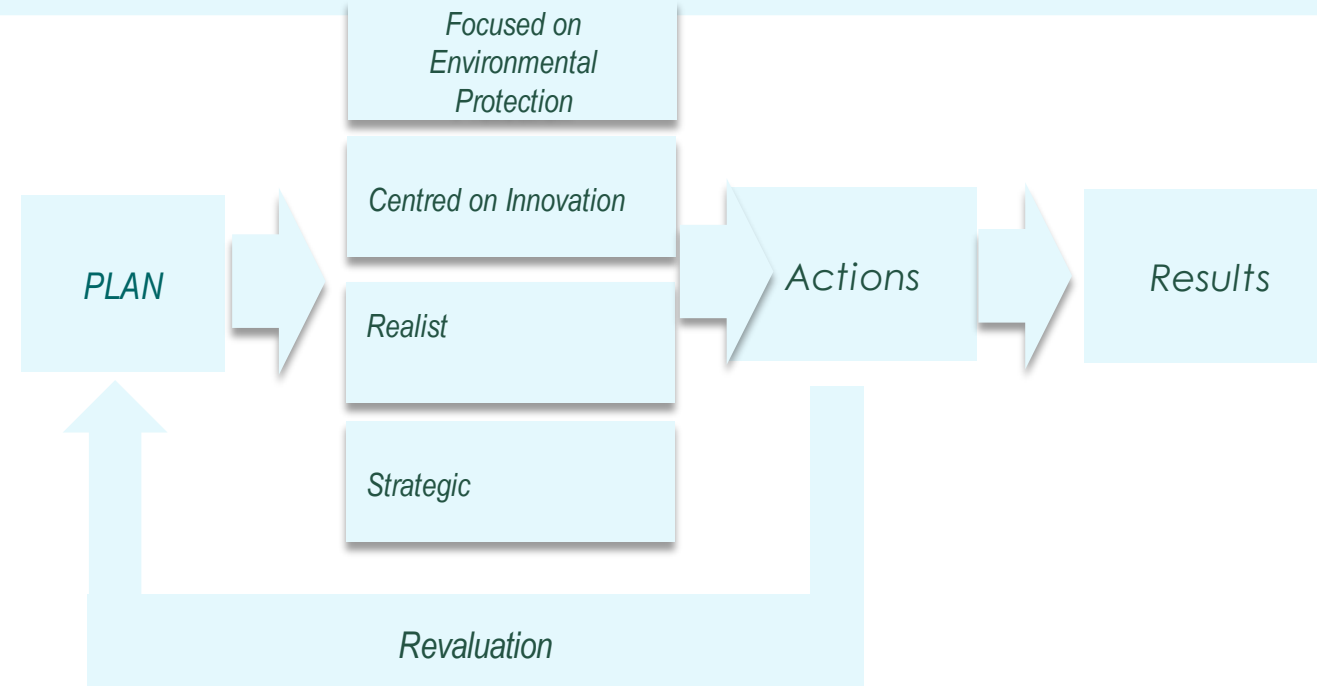 Focused on
Environmental
Protection
Centred on Innovation
PLAN
Actions
Results
Realist
Strategic
Revaluation